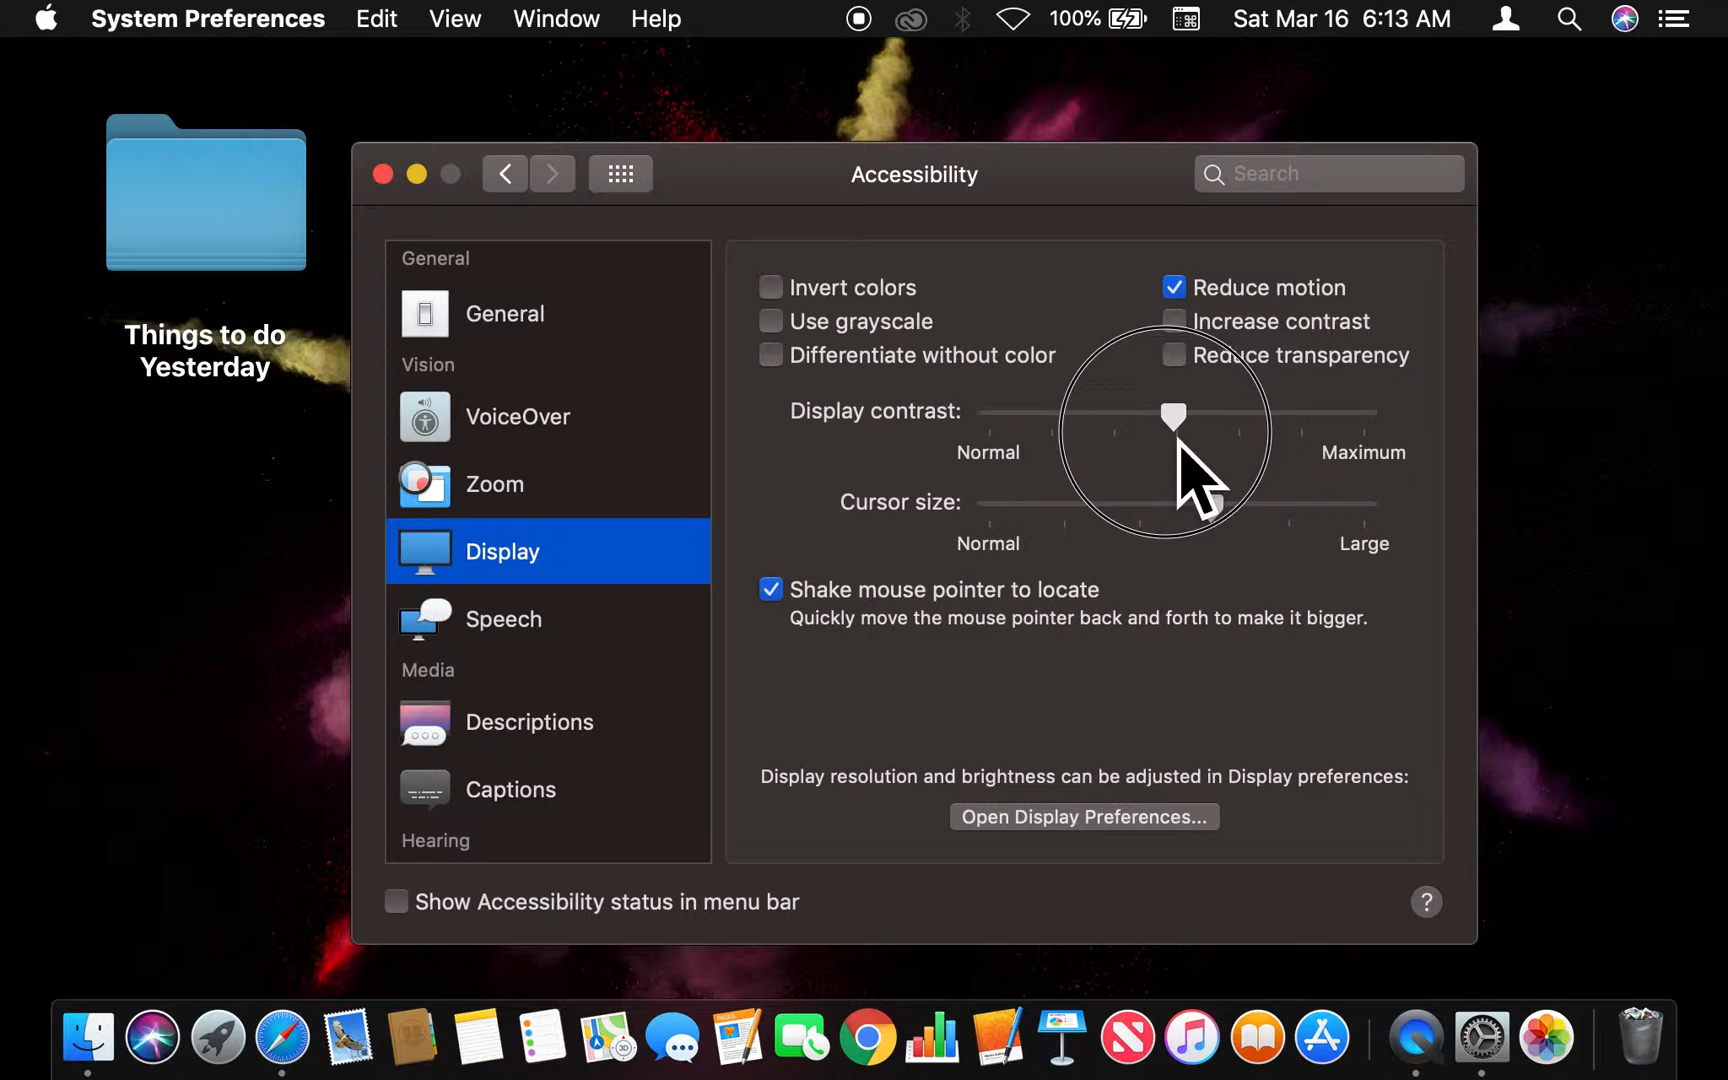 System Preferences Edit View Window Help 100% Sat Mar 16 6:13 AM
Things to do
Yesterday
Accessibility
Search
General
General
Vision
VoiceOver
Zoom
Display
Speech
Media
Descriptions
Captions
Hearing
Invert colors
Use grayscale
Differentiate without color
Reduce motion
Increase contrast
Reduce transparency
Display contrast:
Normal Maximum
Cursor size:
Normal Large
Shake mouse pointer to locate
Quickly move the mouse pointer back and forth to make it bigger.
Display resolution and brightness can be adjusted in Display preferences:
Open Display Preferences...
Show Accessibility status in menu bar
?